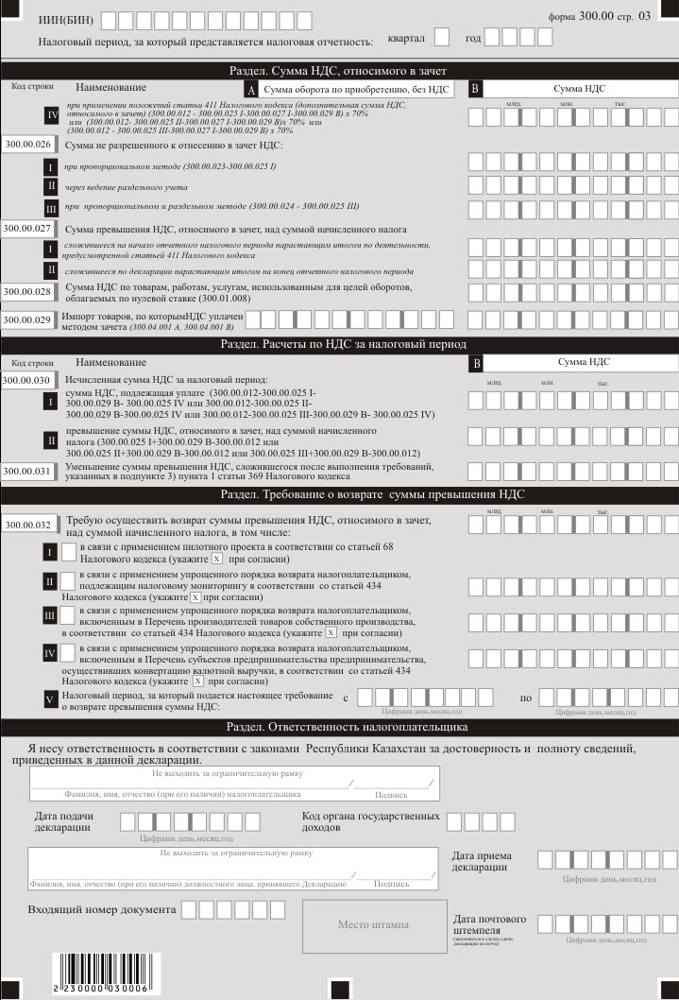 ИИН(БИН)
форма 300.00 стр. 03
Налоговый период, за который представляется налоговая отчетность: квартал год
Раздел. Сумма НДС, относимого в зачет
Код строки Наименование A Сумма оборота по приобретению, без НДС B Сумма НДС
млрд. млн. тыс.
IV при применении положений статьи 411 Налогового кодекса (дополнительная сумма НДС,
относимого в зачет) (300.00.012 - 300.00.025 I-300.00.027 I-300.00.029 В) х 70%
или (300.00.012- 300.00.025 II-300.00.027 I-300.00.029 В)х 70% или
(300.00.012 - 300.00.025 III-300.00.027 I-300.00.029 В) х 70%
300.00.026 Сумма не разрешенного к отнесению в зачет НДС:
I при пропорциональном методе (300.00.023-300.00.025 I)
II через ведение раздельного учета
III при пропорциональном и раздельном методе (300.00.024 - 300.00.025 III)
300.00.027 Сумма превышения НДС, относимого в зачет, над суммой начисленного налога
I сложившееся на начало отчетного налогового периода нарастающим итогом по деятельности,
предусмотренной статьей 411 Налогового кодекса
II сложившееся по декларации нарастающим итогом на конец отчетного налогового периода
300.00.028 Сумма НДС по товарам, работам, услугам, использованным для целей оборотов,
облагаемых по нулевой ставке (300.01.008)
300.00.029 Импорт товаров, по которымНДС уплачен
методом зачета (300.04.001 А, 300.04.001 В)
Раздел. Расчеты по НДС за налоговый период
Код строки Наименование B Сумма НДС
300.00.030 Исчисленная сумма НДС за налоговый период:
млрд. млн. тыс.
I сумма НДС, подлежащая уплате (300.00.012-300.00.025 I-
300.00.029 В- 300.00.025 IV или 300.00.012-300.00.025 II-
300.00.029 В-300.00.025 IV или 300.00.012-300.00.025 III-300.00.029 В- 300.00.025 IV)
II превышение суммы НДС, относимого в зачет, над суммой начисленного
налога (300.00.025 I+300.00.029 В-300.00.012 или
300.00.025 II+300.00.029 В-300.00.012 или 300.00.025 III+300.00.029 В-300.00.012)
300.00.031 Уменьшение суммы превышения НДС, сложившегося после выполнения требований,
указанных в подпункте 3) пункта 1 статьи 369 Налогового кодекса
Раздел. Требование о возврате суммы превышения НДС
млрд. млн. тыс.
300.00.032 Требую осуществить возврат суммы превышения НДС, относимого в зачет,
над суммой начисленного налога, в том числе:
I в связи с применением пилотного проекта в соответствии со статьей 68
Налогового кодекса (укажите X при согласии)
II в связи с применением упрощенного порядка возврата налогоплательщиком,
подлежащим налоговому мониторингу в соответствии со статьей 434
Налогового кодекса (укажите X при согласии)
III в связи с применением упрощенного порядка возврата налогоплательщиком,
включенным в Перечень производителей товаров собственного производства,
в соответствии со статьей 434 Налогового кодекса (укажите X при согласии)
IV в связи с применением упрощенного порядка возврата налогоплательщиком,
включенным в Перечень субъектов предпринимательства предпринимательства,
осуществивших конвертацию валютной выручки, в соответствии со статьей 434
Налогового кодекса (укажите X при согласии)
V Налоговый период, за который подается настоящее требование
о возврате превышения суммы НДС: с по
Цифрами день,месяц,год Цифрами день,месяц,год
Раздел. Ответственность налогоплательщика
Я несу ответственность в соответствии с законами Республики Казахстан за достоверность и полноту сведений,
приведенных в данной декларации.
Не выходить за ограничительную рамку
Фамилия, имя, отчество (при его наличии) налогоплательщика Подпись
Дата подачи
декларации
Цифрами день,месяц,год
Код органа государственных
доходов
Не выходить за ограничительную рамку
Фамилия, имя, отчество (при его наличии) должностного лица, принявшего Декларацию Подпись
Дата приема
декларации
Цифрами день,месяц,год
Входящий номер документа
Место штампа
Дата почтового
штемпеля
(заполняется в случае сдачи
декларации по почте)
Цифрами день,месяц,год
2 230000 030006